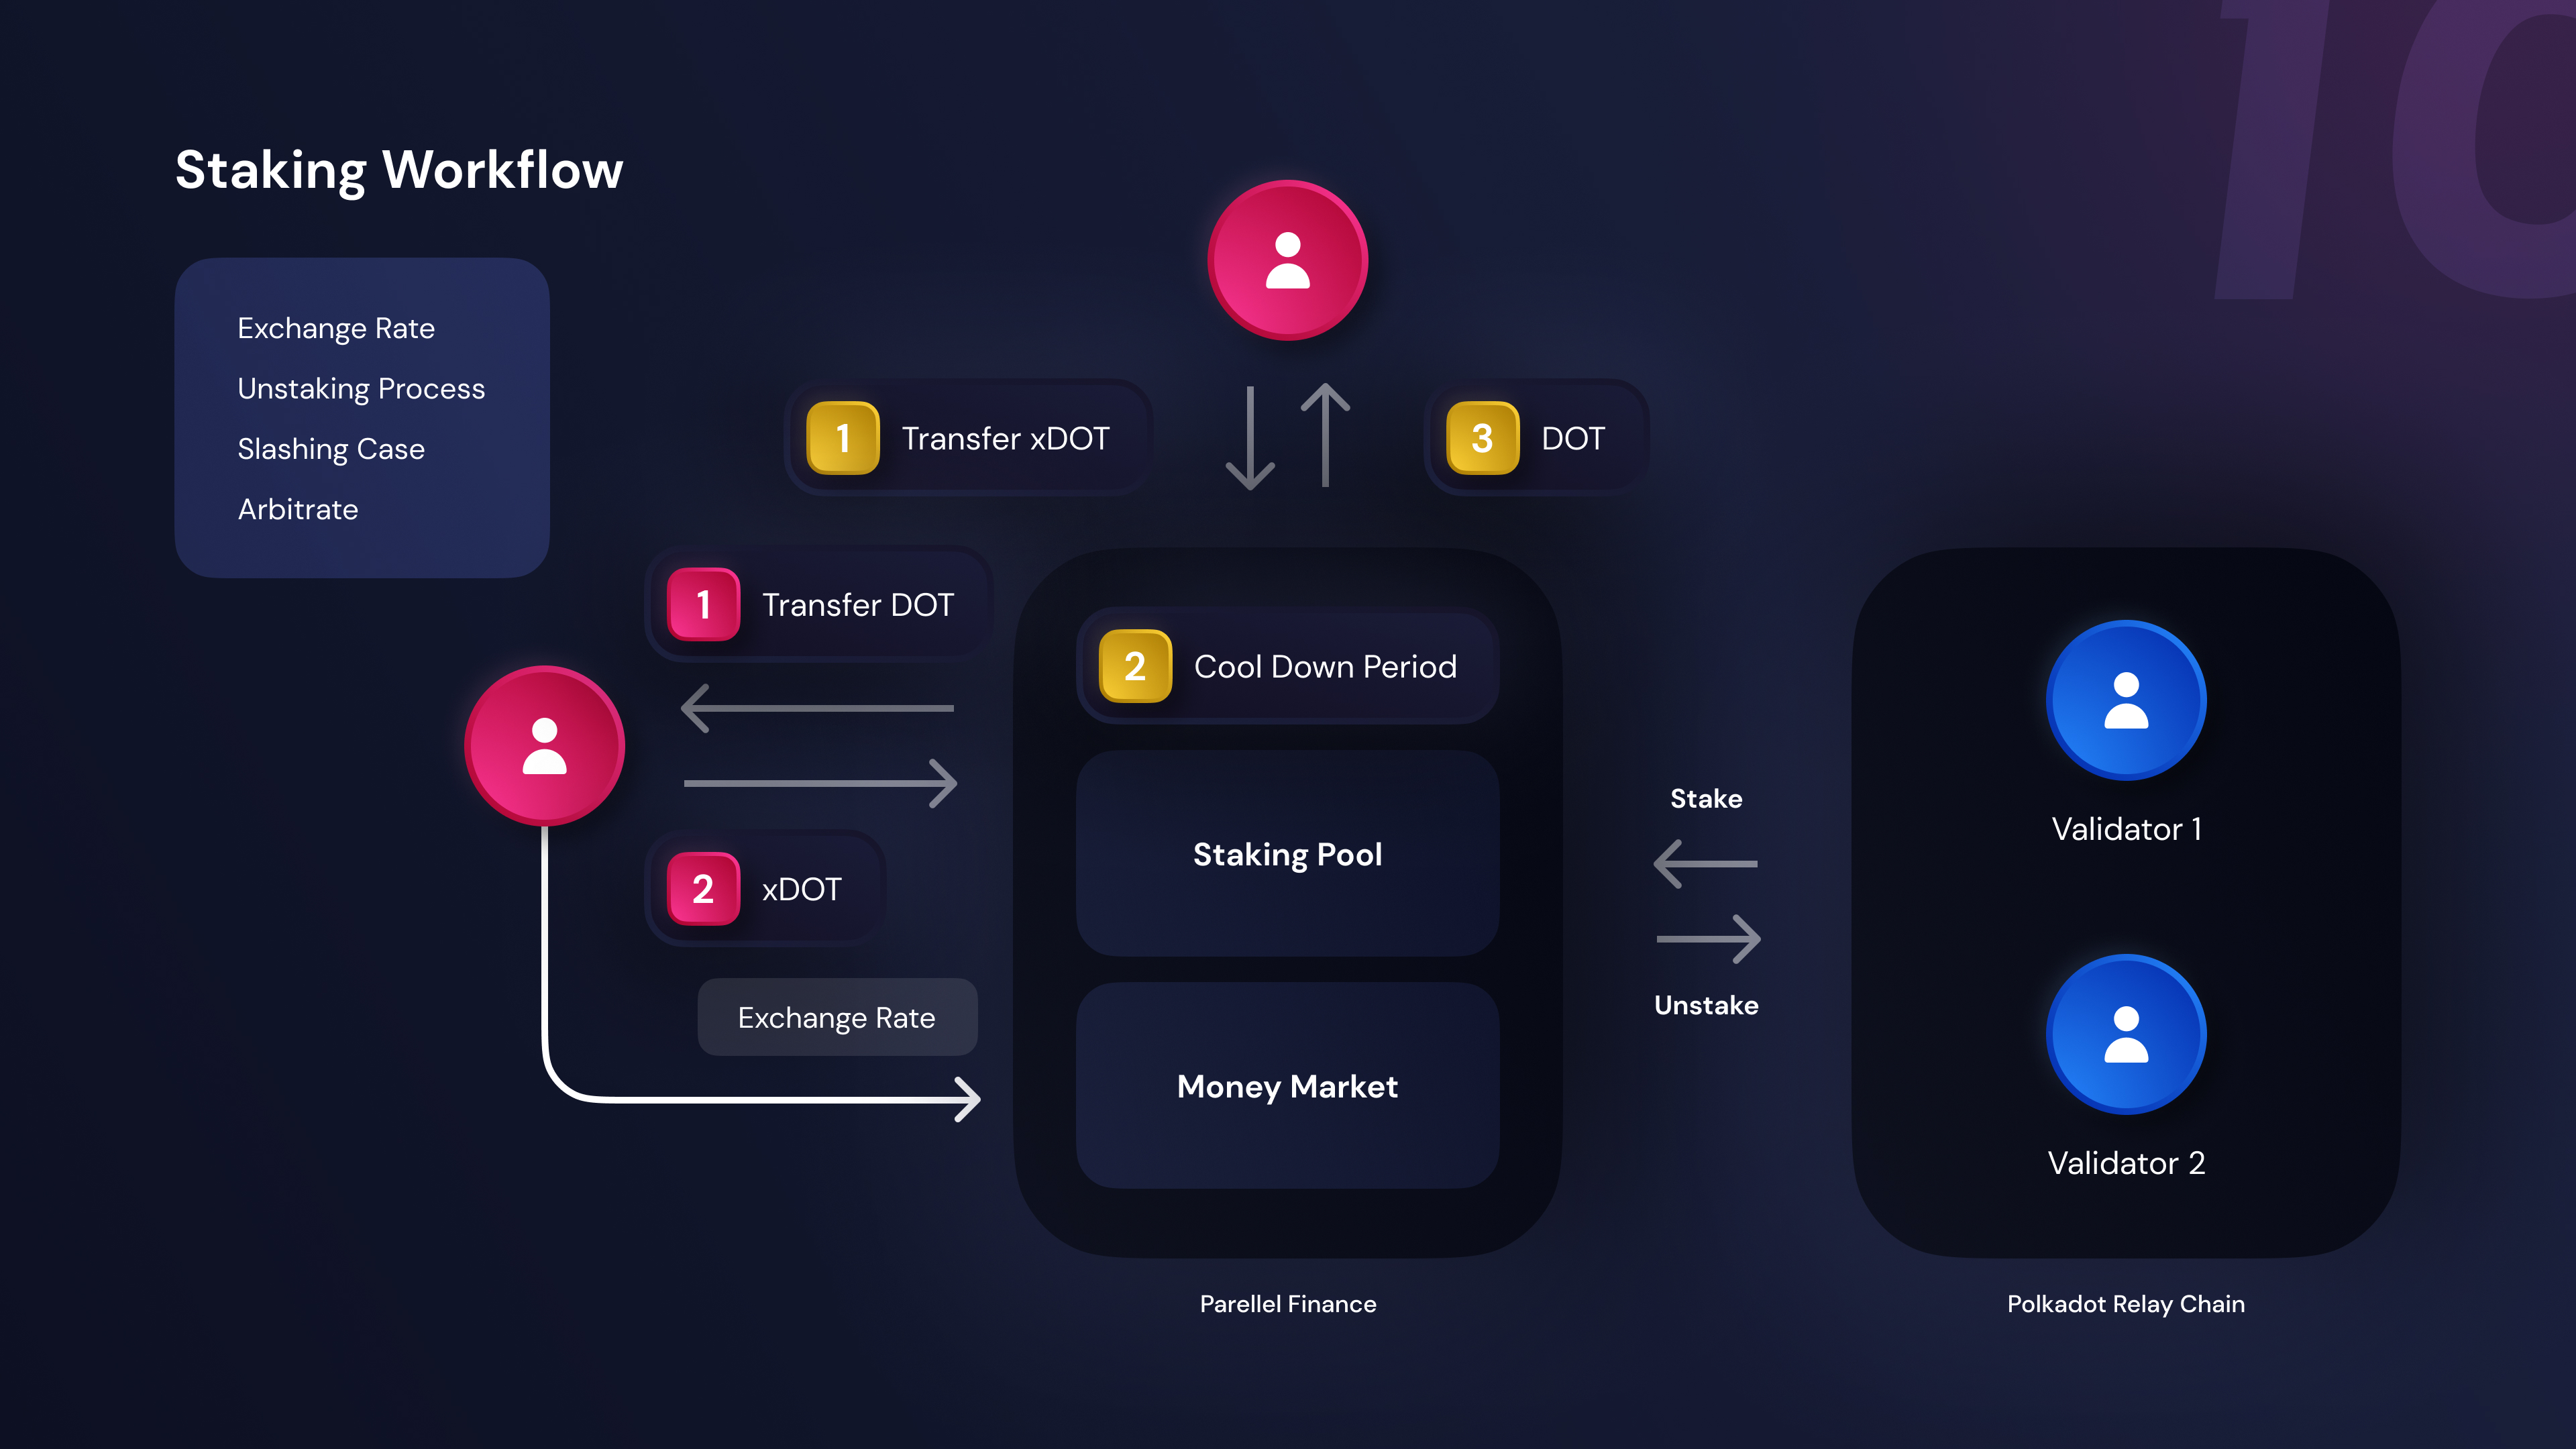 10
Staking Workflow
Exchange Rate
Unstaking Process
Slashing Case
Arbitrate
1 Transfer xDOT
3 DOT
1 Transfer DOT
2 Cool Down Period
Staking Pool
2 xDOT
Exchange Rate
Money Market
Stake
Unstake
Validator 1
Validator 2
Parellel Finance
Polkadot Relay Chain